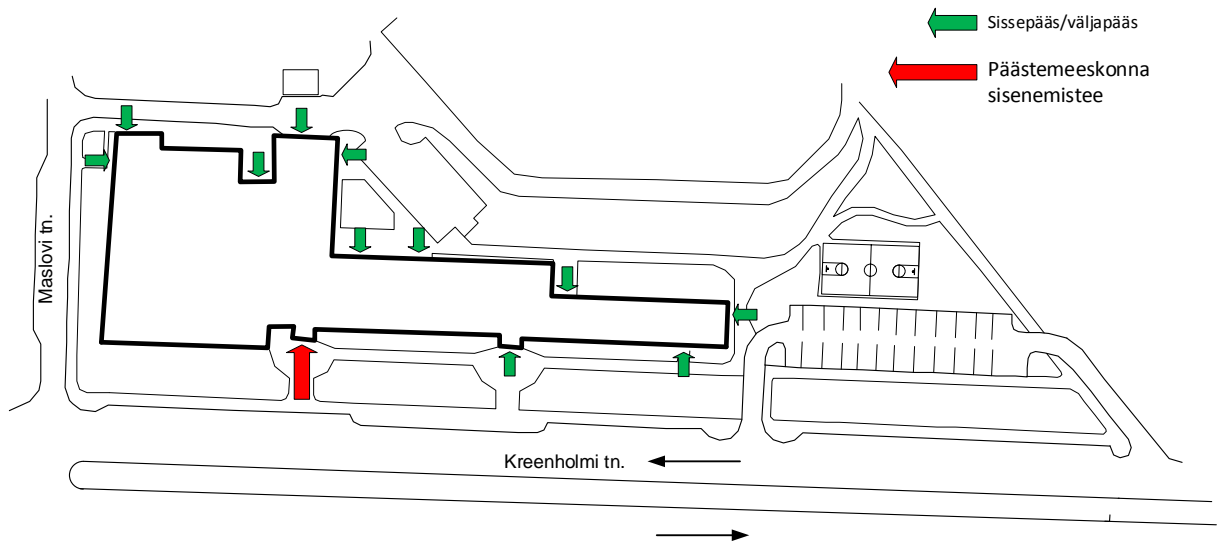 Sissepääs/väljapääs
Päästemeeskonna
sisenemistee
Maslovi tn.
Kreenholmi tn.